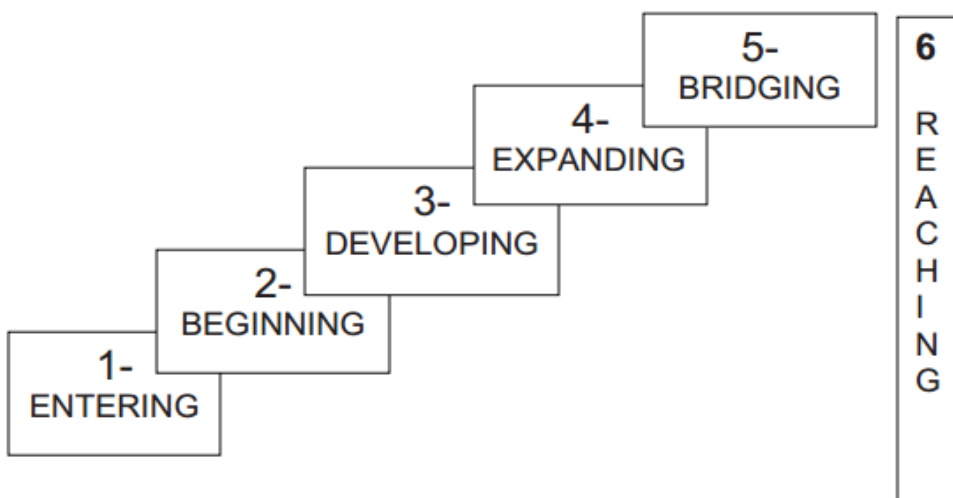 1-
ENTERING
2-
BEGINNING
3-
DEVELOPING
4-
EXPANDING
5-
BRIDGING
6
R
E
A
C
H
I
N
G